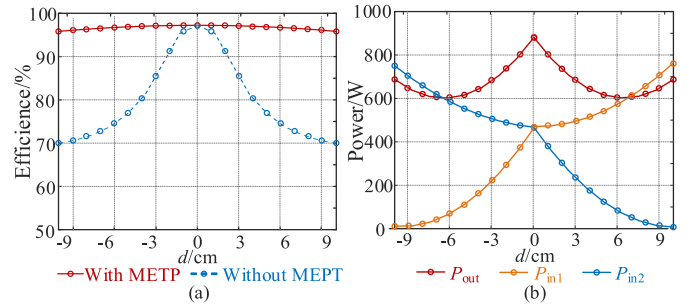 100
90
80
70
60
50
Efficience/%
-9 -6 -3 0 3 6 9
d/cm
With METP Without MEPT
(a)
1000
800
600
400
200
0
Power/W
-9 -6 -3 0 3 6 9
d/cm
Pout Pin1 Pin2
(b)